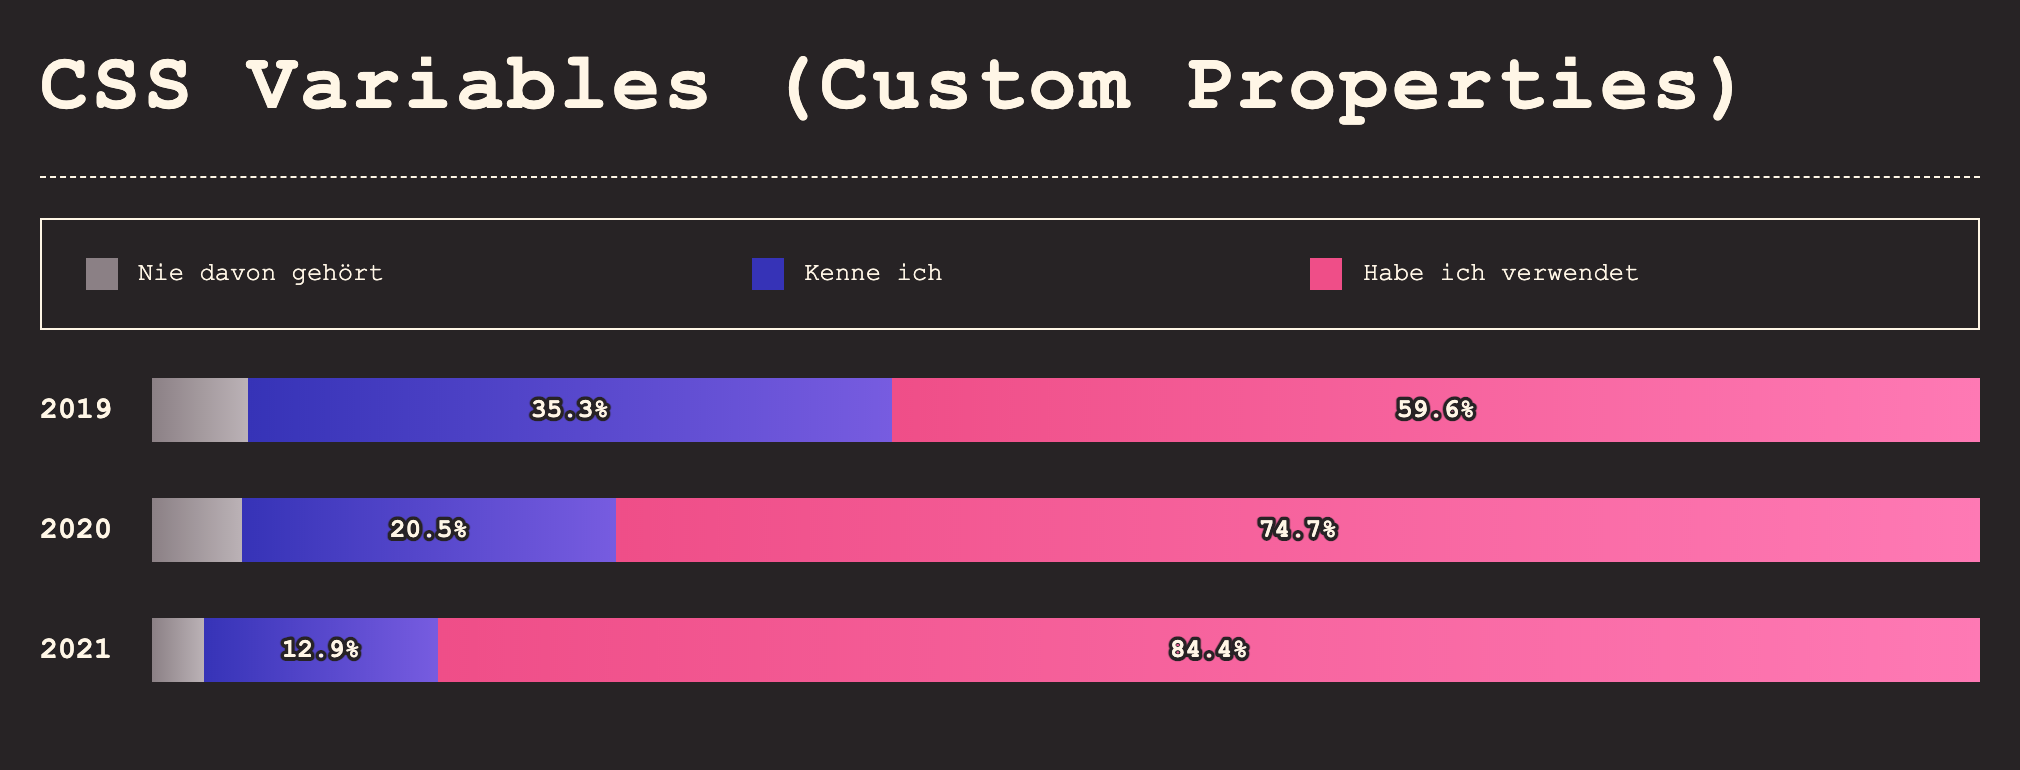 CSS Variables (Custom Properties)
Nie davon gehört Kenne ich Habe ich verwendet
2019 35.3% 59.6%
2020 20.5% 74.7%
2021 12.9% 84.4%